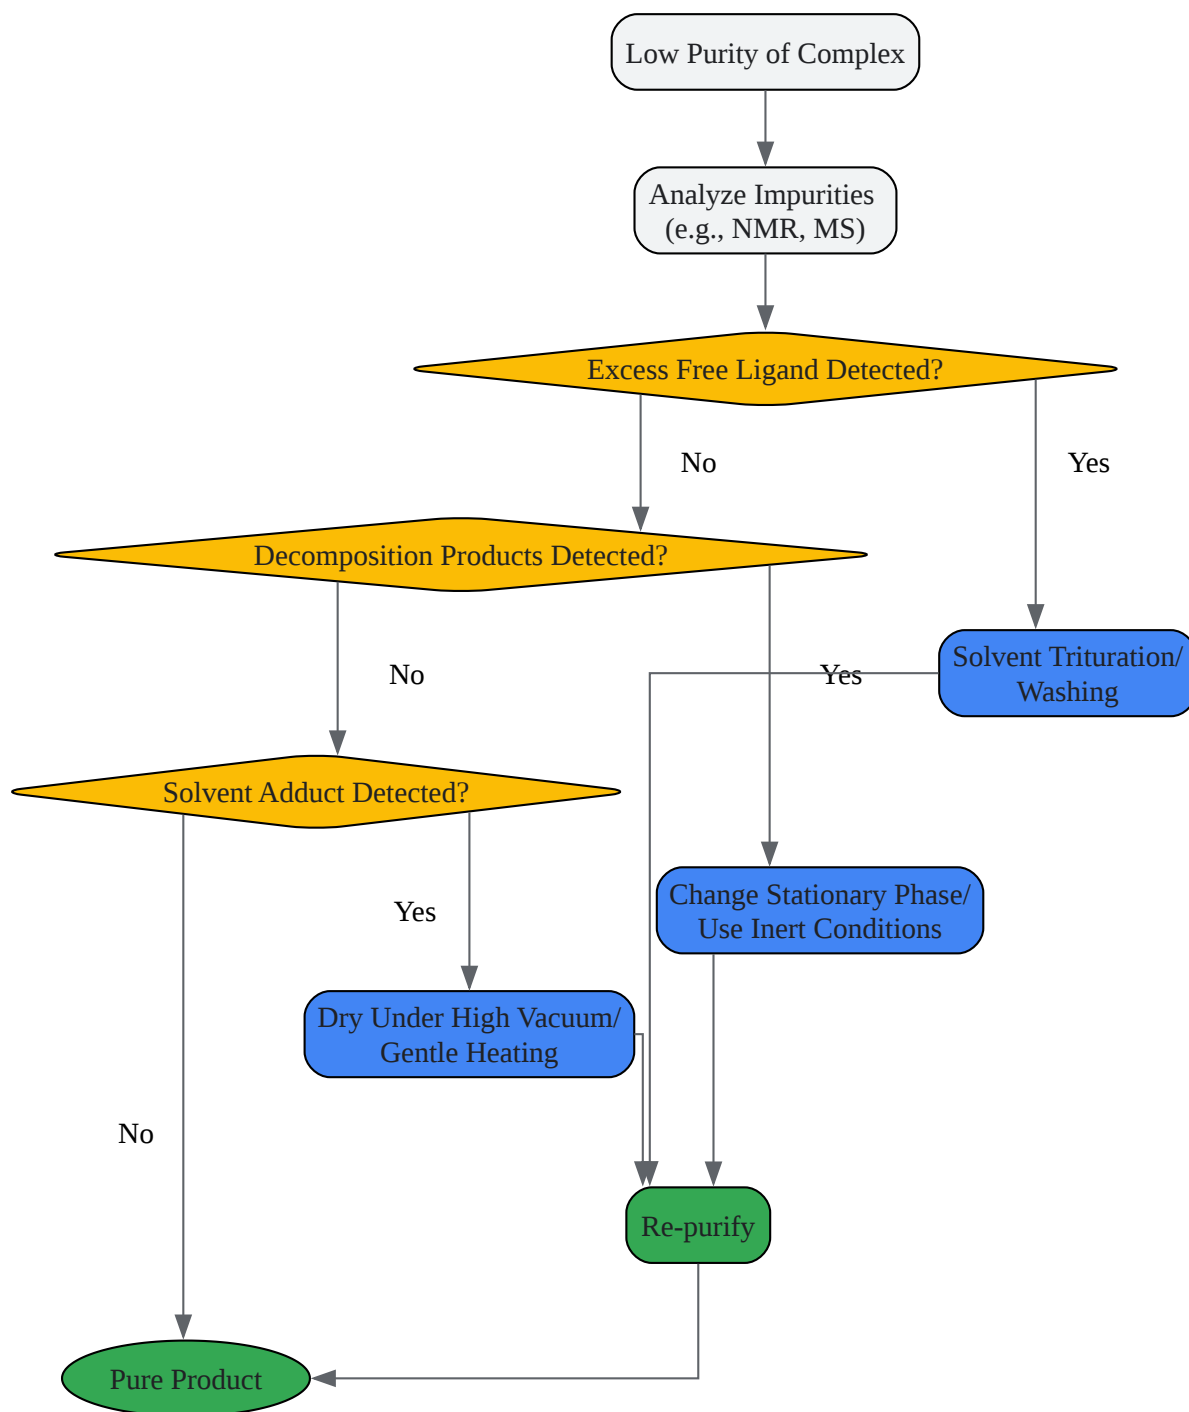 Low Purity of Complex
Analyze Impurities
(e.g., NMR, MS)
Excess Free Ligand Detected?
No
Yes
Decomposition Products Detected?
No
Yes
Solvent Trituration/
Washing
Solvent Adduct Detected?
Yes
Change Stationary Phase/
Use Inert Conditions
Dry Under High Vacuum/
Gentle Heating
No
Re-purify
Pure Product